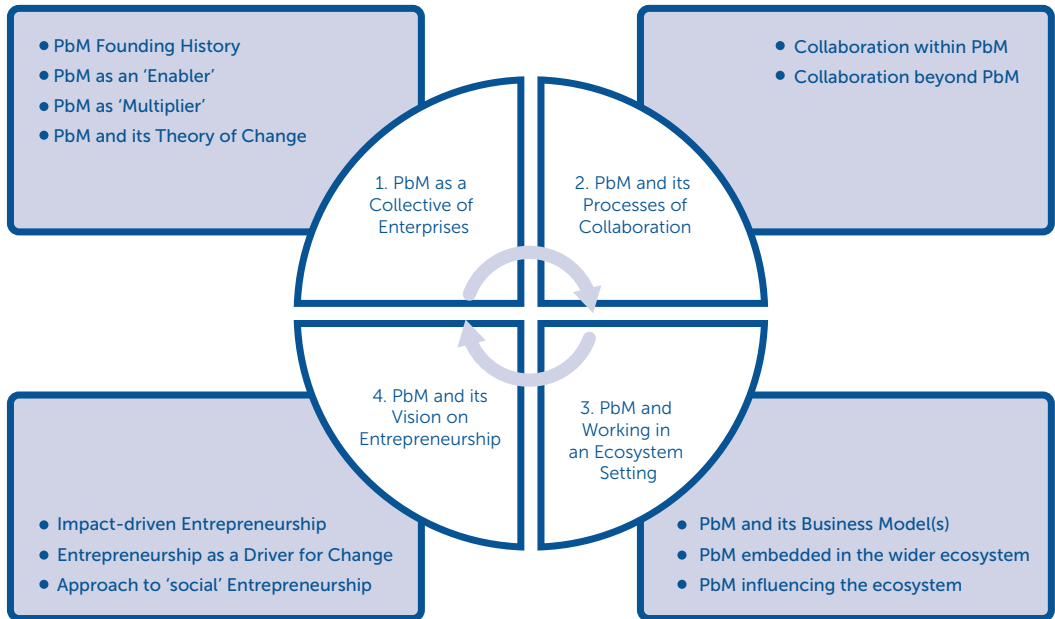 • PbM Founding History
• PbM as an ‘Enabler’
• PbM as ‘Multiplier’
• PbM and its Theory of Change
• Collaboration within PbM
• Collaboration beyond PbM
1. PbM as a
Collective of
Enterprises
2. PbM and its
Processes of
Collaboration
4. PbM and its
Vision on
Entrepreneurship
3. PbM and
Working in
an Ecosystem
Setting
• Impact-driven Entrepreneurship
• Entrepreneurship as a Driver for Change
• Approach to ‘social’ Entrepreneurship
• PbM and its Business Model(s)
• PbM embedded in the wider ecosystem
• PbM influencing the ecosystem